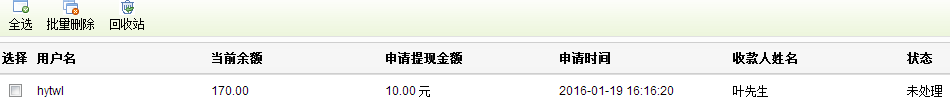 全选 批量删除 回收站
选择 用户名 当前余额 申请提现金额 申请时间 收款人姓名 状态
hytwl 170.00 10.00 元 2016-01-19 16:16:20 叶先生 未处理